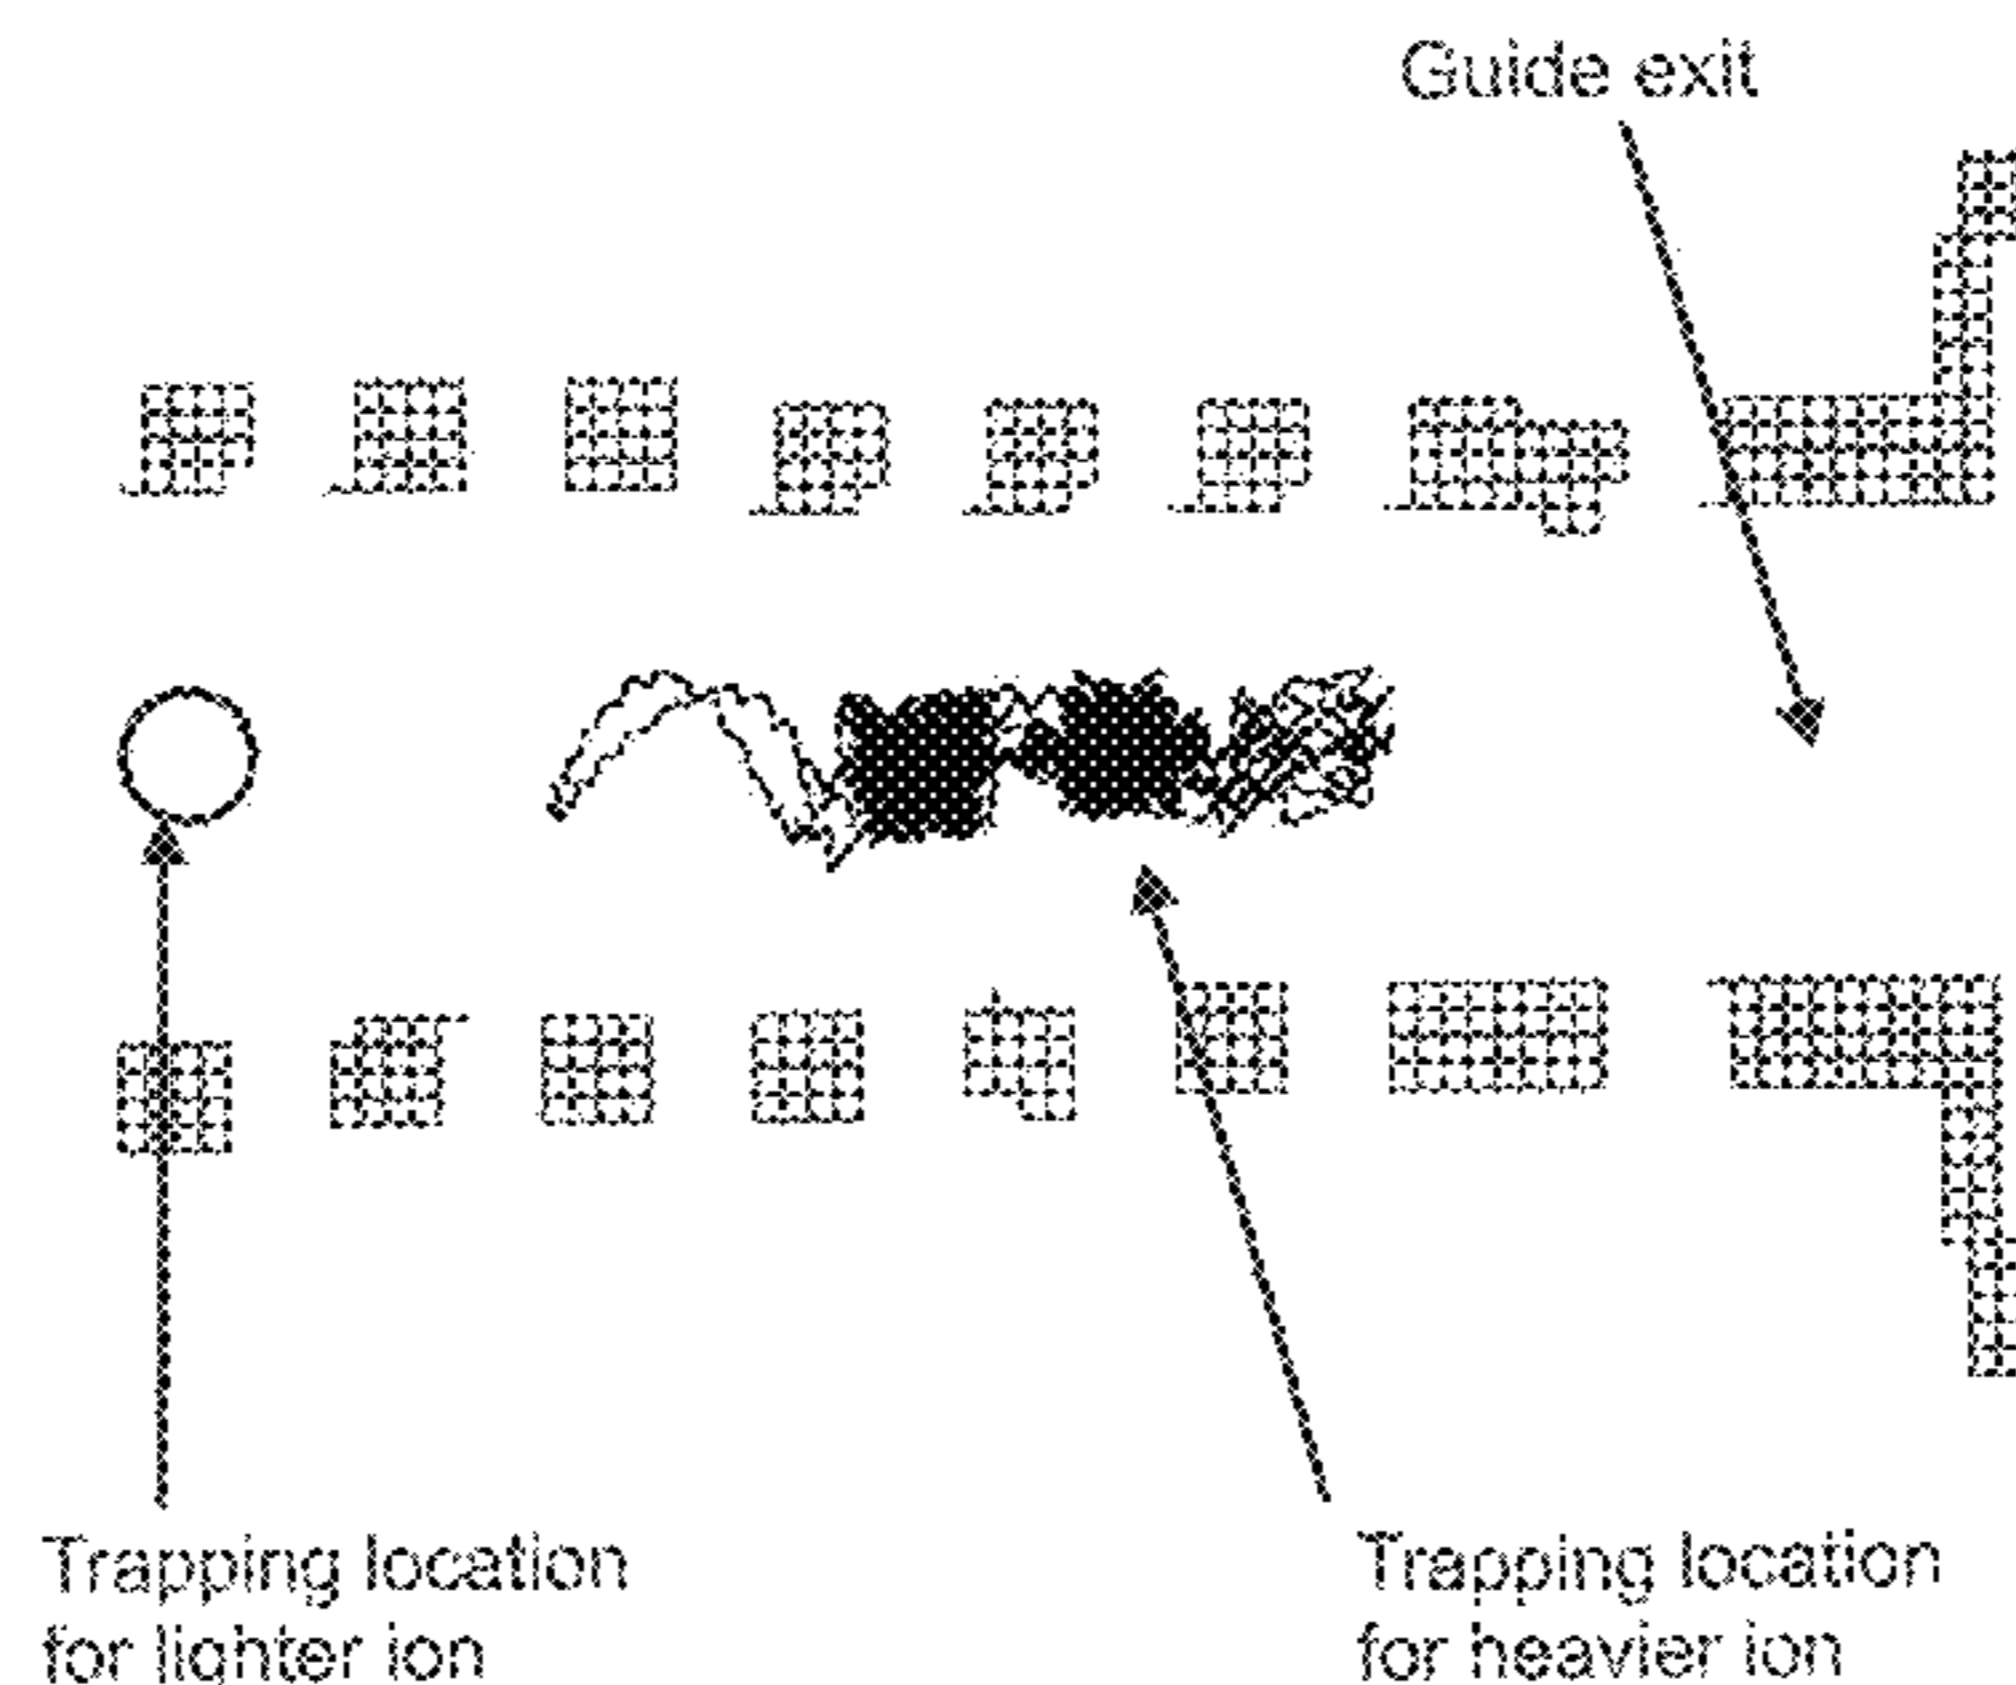 Guide exit
Trapping location
for lighter ion
Trapping location
for heavier ion